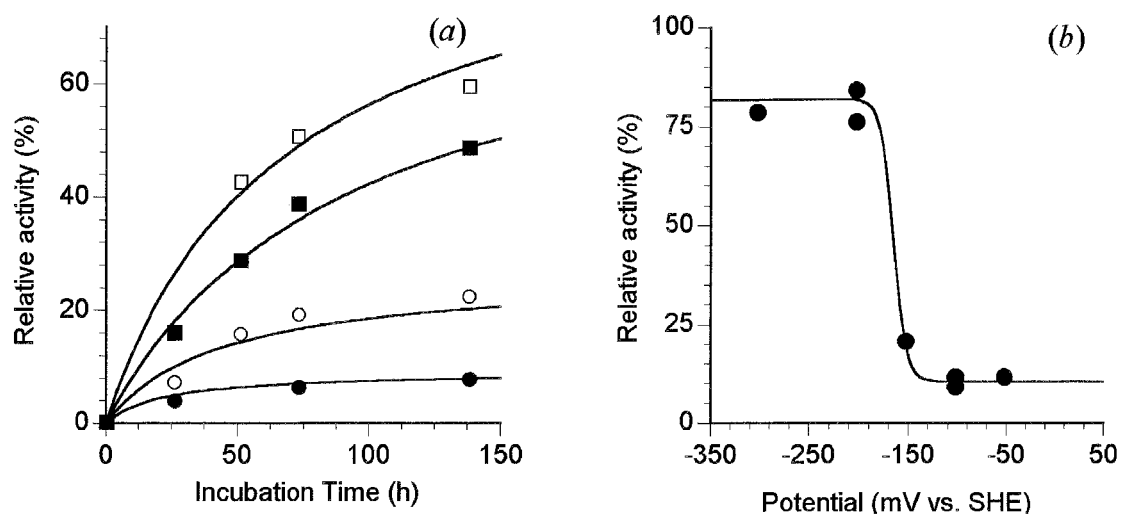 (a)
Relative activity (%)
60
40
20
0
0 50 100 150
Incubation Time (h)
(b)
Relative activity (%)
100
75
50
25
0
-350 -250 -150 -50 50
Potential (mV vs. SHE)